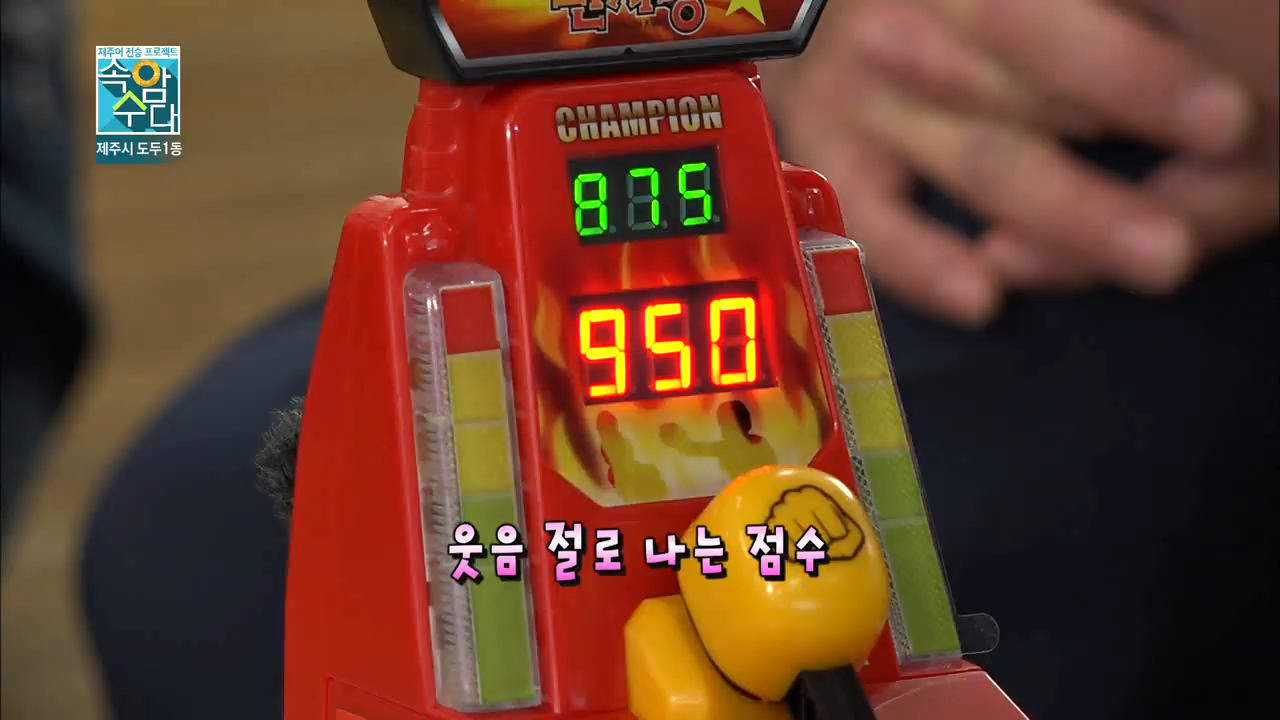 제주어 전승 프로젝트
속암
수다
제주시 도두1동
CHAMPION
875
950
웃음 절로 나는 점수